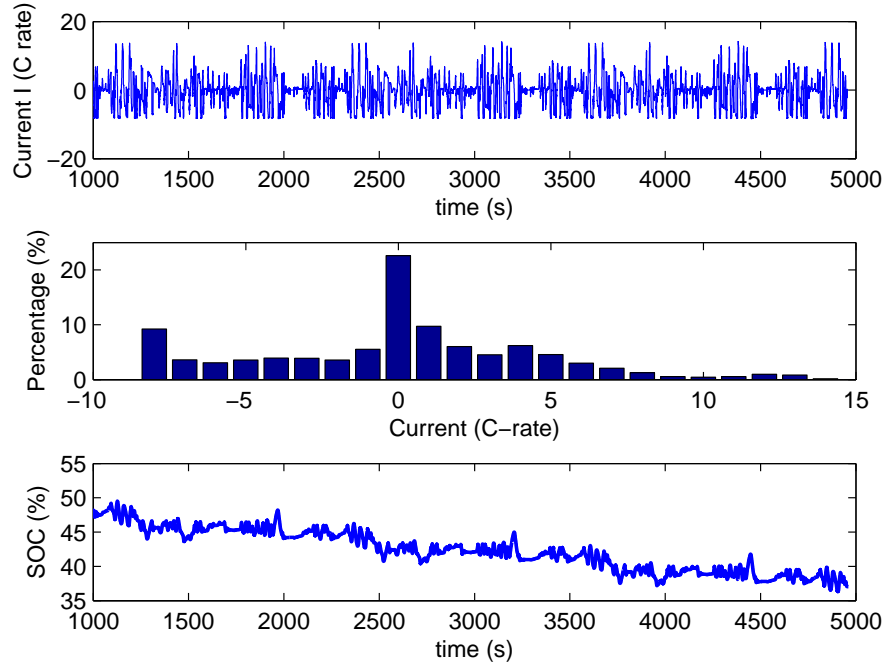 Current I (C rate)
20
0
−20
1000 1500 2000 2500 3000 3500 4000 4500 5000
time (s)
Percentage (%)
20
10
0
−10 −5 0 5 10 15
Current (C−rate)
SOC (%)
55
50
45
40
35
1000 1500 2000 2500 3000 3500 4000 4500 5000
time (s)